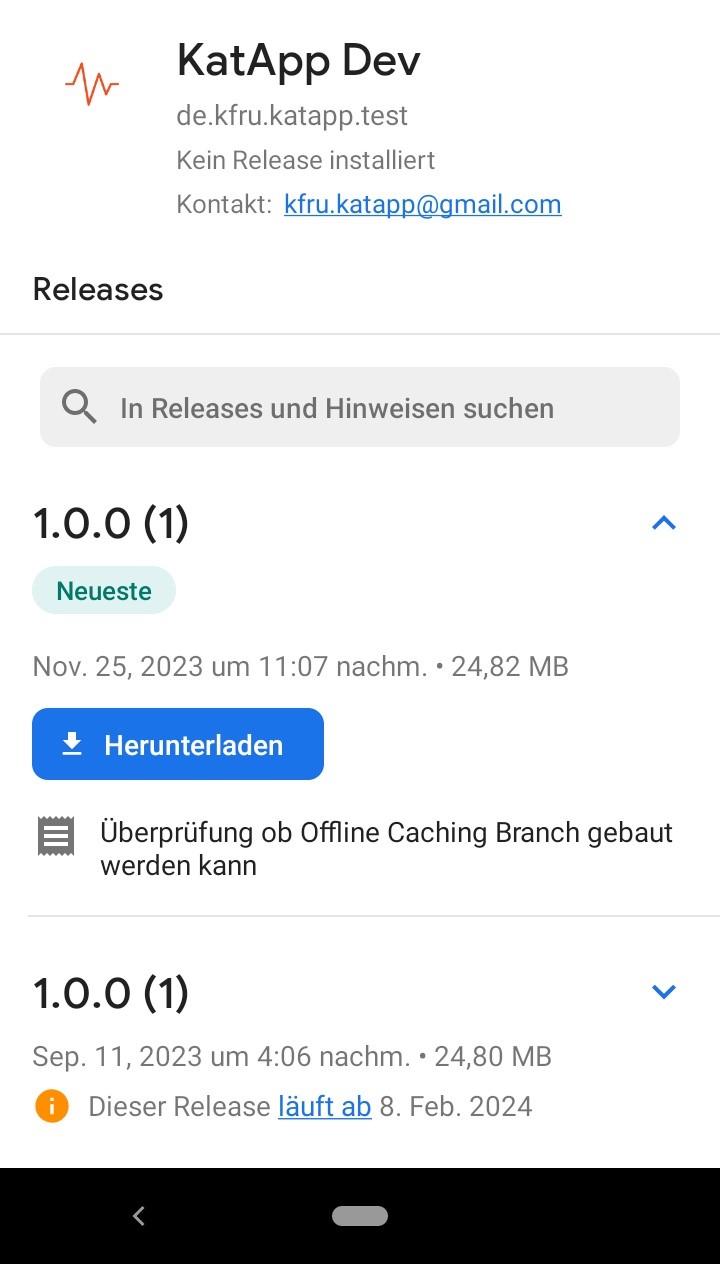 KatApp Dev
de.kfru.katapp.test
Kein Release installiert
Kontakt: kfru.katapp@gmail.com
Releases
In Releases und Hinweisen suchen
1.0.0 (1)
Neueste
Nov. 25, 2023 um 11:07 nachm. • 24,82 MB
Herunterladen
Überprüfung ob Offline Caching Branch gebaut
werden kann
1.0.0 (1)
Sep. 11, 2023 um 4:06 nachm. • 24,80 MB
Dieser Release läuft ab 8. Feb. 2024